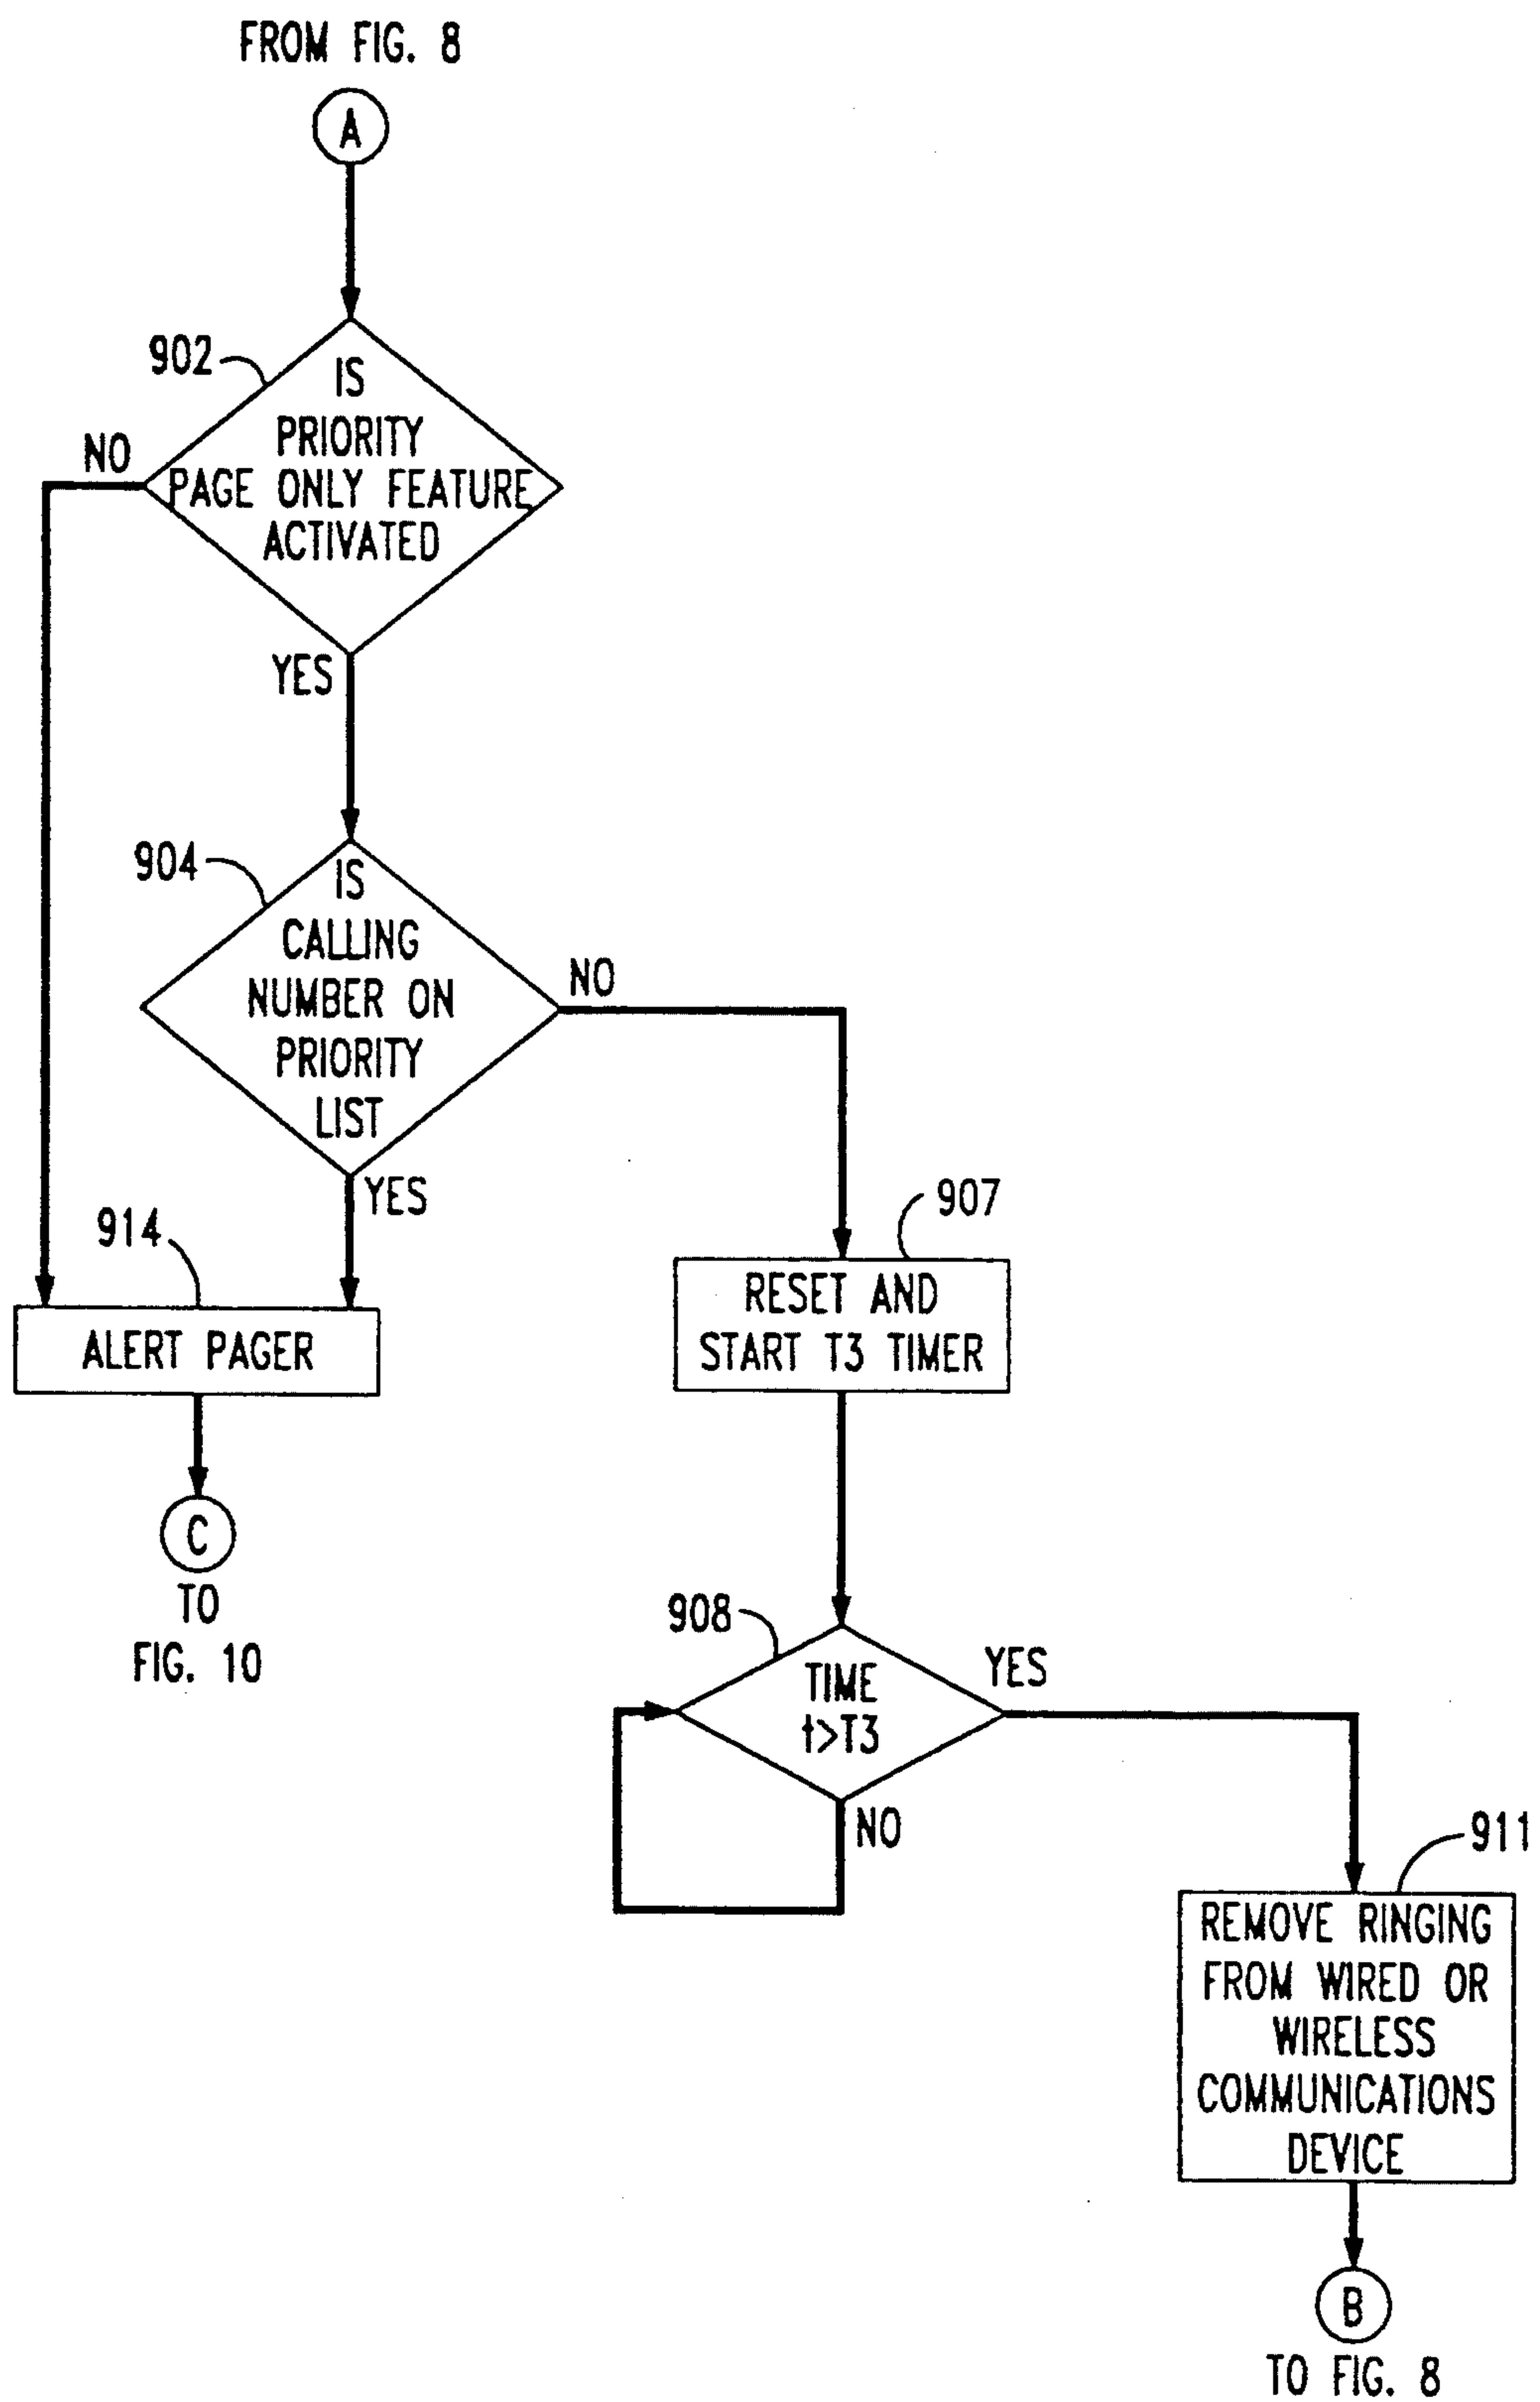 FROM FIG. 8
A
902
IS
PRIORITY
PAGE ONLY FEATURE
ACTIVATED
NO
YES
904
IS
CALLING
NUMBER ON
PRIORITY
LIST
NO
YES
914
ALERT PAGER
C
TO
FIG. 10
907
RESET AND
START T3 TIMER
908
TIME
t>T3
YES
NO
911
REMOVE RINGING
FROM WIRED OR
WIRELESS
COMMUNICATIONS
DEVICE
B
TO FIG. 8